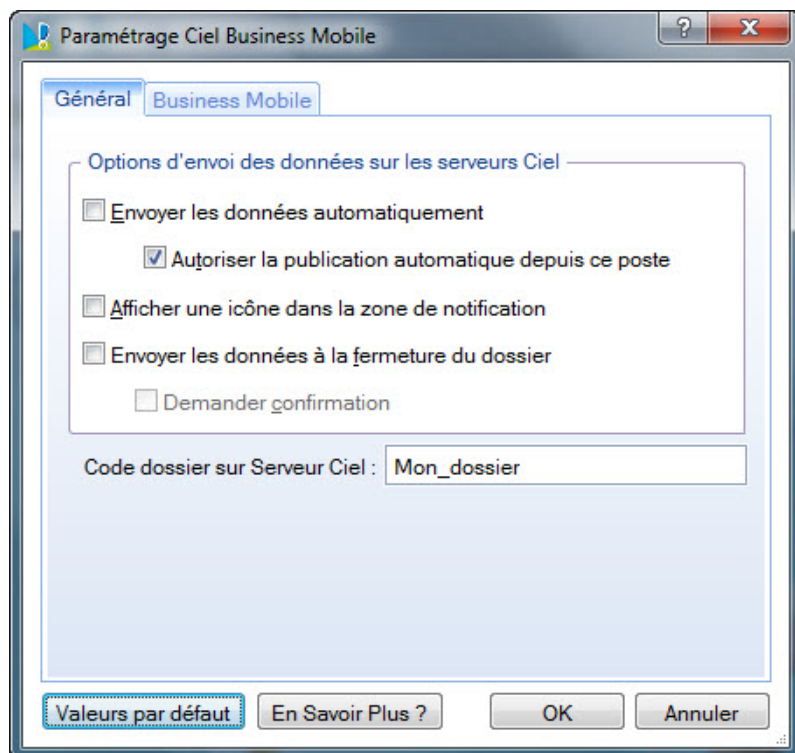 Paramétrage Ciel Business Mobile
Général
Business Mobile
Options d'envoi des données sur les serveurs Ciel
Envoyer les données automatiquement
Autoriser la publication automatique depuis ce poste
Afficher une icône dans la zone de notification
Envoyer les données à la fermeture du dossier
Demander confirmation
Code dossier sur Serveur Ciel : Mon_dossier
Valeurs par défaut En Savoir Plus ? OK Annuler